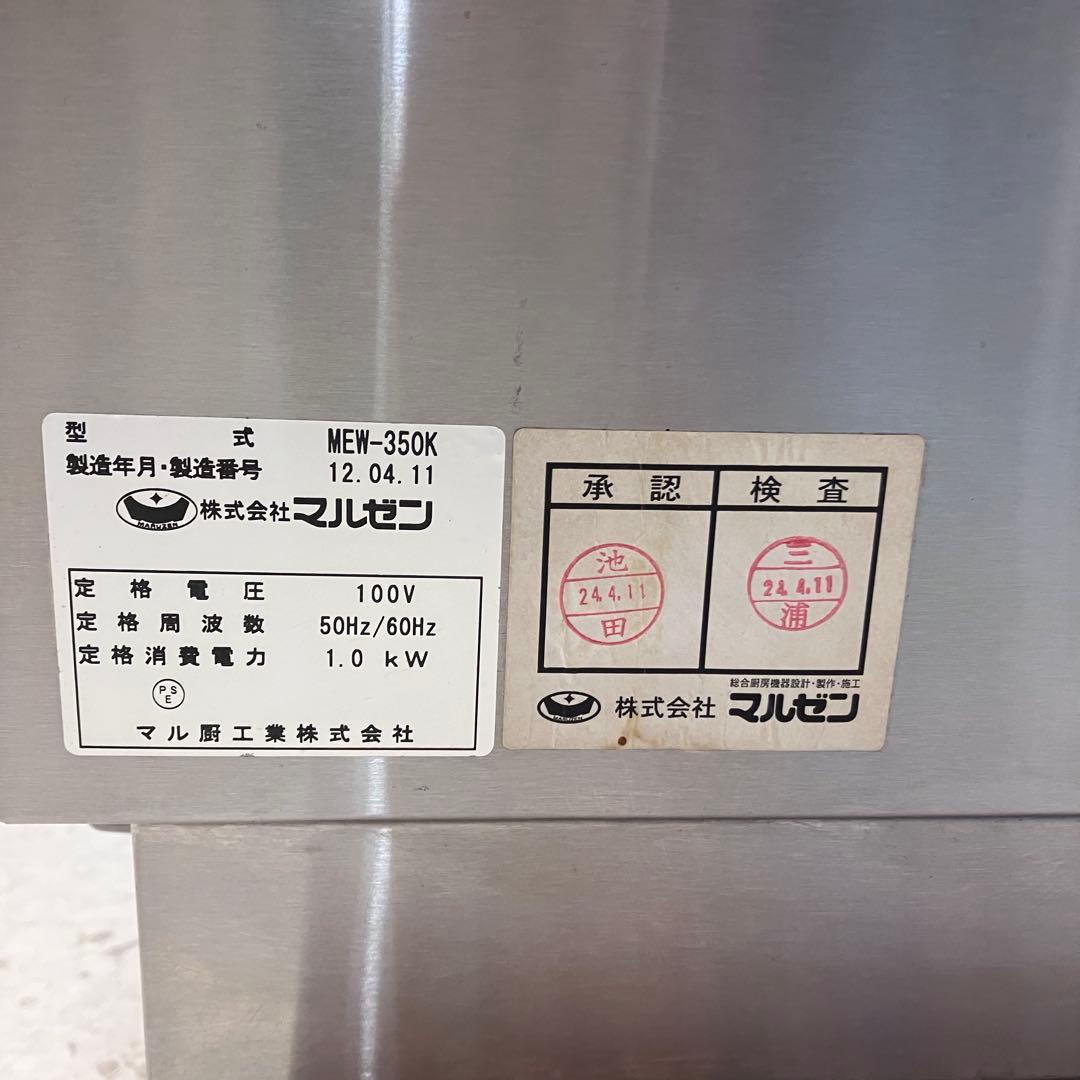 型 式 MEW-350K
製造年月・製造番号 12.04.11
MARUZEN 株式会社マルゼン
定格電圧 100V
定格周波数 50Hz/60Hz
定格消費電力 1.0 kW
PSE
マル厨工業株式会社
承認 検査
池 24.4.11 田
三 24.4.11 浦
総合厨房機器設計・製作・施工
MARUZEN 株式会社 マルゼン